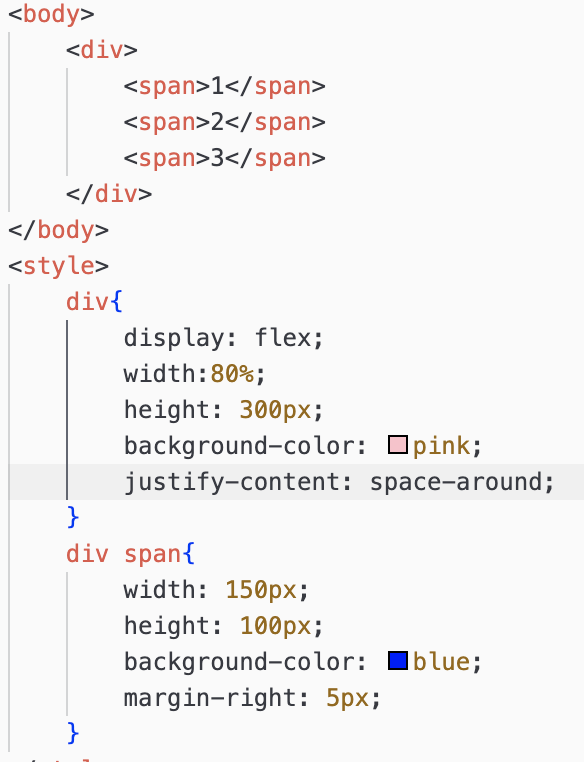 <body>
<div>
<span>1</span>
<span>2</span>
<span>3</span>
</div>
</body>
<style>
div{
display: flex;
width:80%;
height: 300px;
background-color: pink;
justify-content: space-around;
}
div span{
width: 150px;
height: 100px;
background-color: blue;
margin-right: 5px;
}